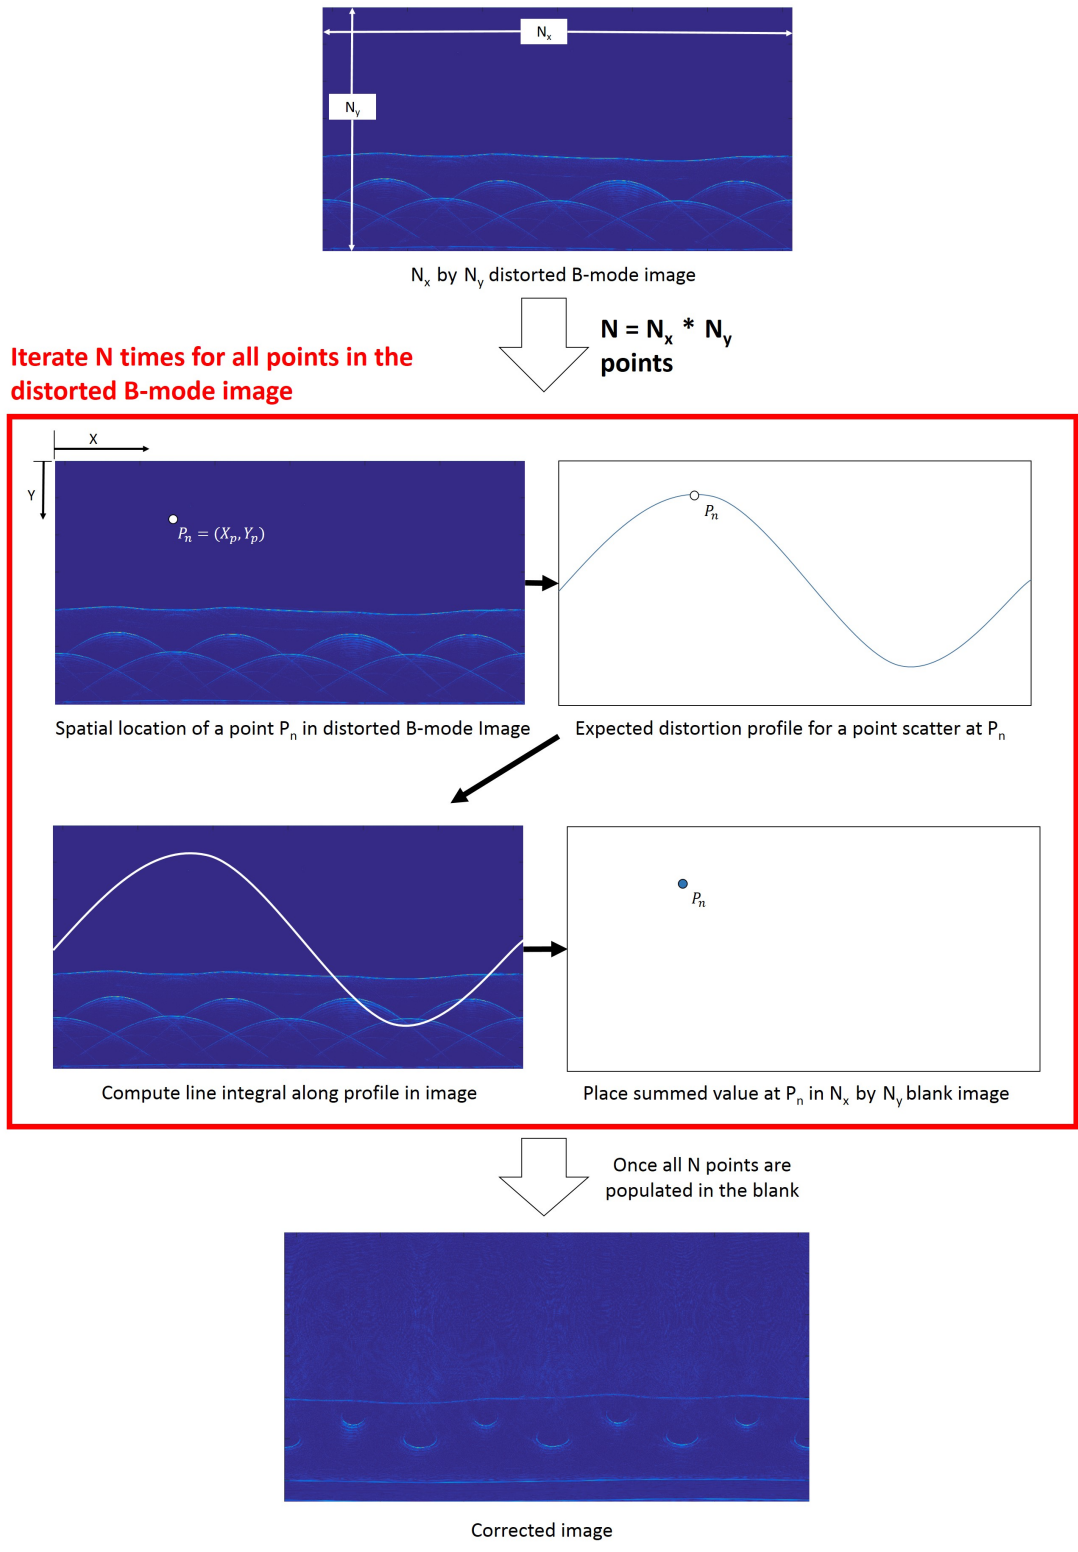 Nx
Ny
Nx by Ny distorted B-mode image
N = Nx * Ny
points
Iterate N times for all points in the
distorted B-mode image
X
Y
Pn = (Xp, Yp)
Pn
Spatial location of a point Pn in distorted B-mode Image
Expected distortion profile for a point scatter at Pn
Pn
Compute line integral along profile in image
Place summed value at Pn in Nx by Ny blank image
Once all N points are
populated in the blank
Corrected image